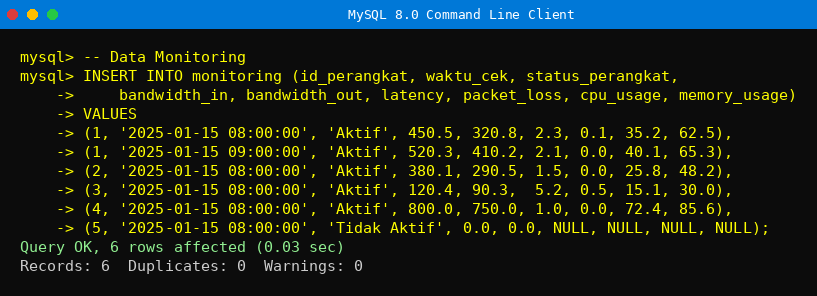 MySQL 8.0 Command Line Client
mysql> -- Data Monitoring
mysql> INSERT INTO monitoring (id_perangkat, waktu_cek, status_perangkat,
    ->     bandwidth_in, bandwidth_out, latency, packet_loss, cpu_usage, memory_usage)
    -> VALUES
    -> (1, '2025-01-15 08:00:00', 'Aktif', 450.5, 320.8, 2.3, 0.1, 35.2, 62.5),
    -> (1, '2025-01-15 09:00:00', 'Aktif', 520.3, 410.2, 2.1, 0.0, 40.1, 65.3),
    -> (2, '2025-01-15 08:00:00', 'Aktif', 380.1, 290.5, 1.5, 0.0, 25.8, 48.2),
    -> (3, '2025-01-15 08:00:00', 'Aktif', 120.4, 90.3,  5.2, 0.5, 15.1, 30.0),
    -> (4, '2025-01-15 08:00:00', 'Aktif', 800.0, 750.0, 1.0, 0.0, 72.4, 85.6),
    -> (5, '2025-01-15 08:00:00', 'Tidak Aktif', 0.0, 0.0, NULL, NULL, NULL, NULL);
Query OK, 6 rows affected (0.03 sec)
Records: 6  Duplicates: 0  Warnings: 0